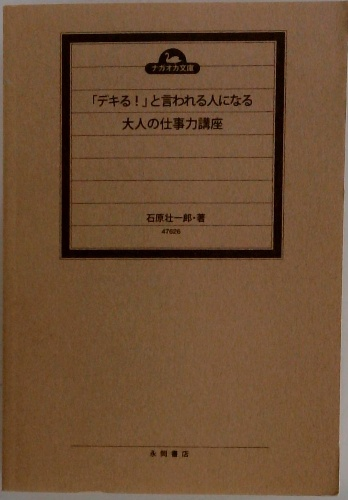 ナガオカ文庫
「デキる!」と言われる人になる
大人の仕事力講座
石原壮一郎・著
47926
永岡書店